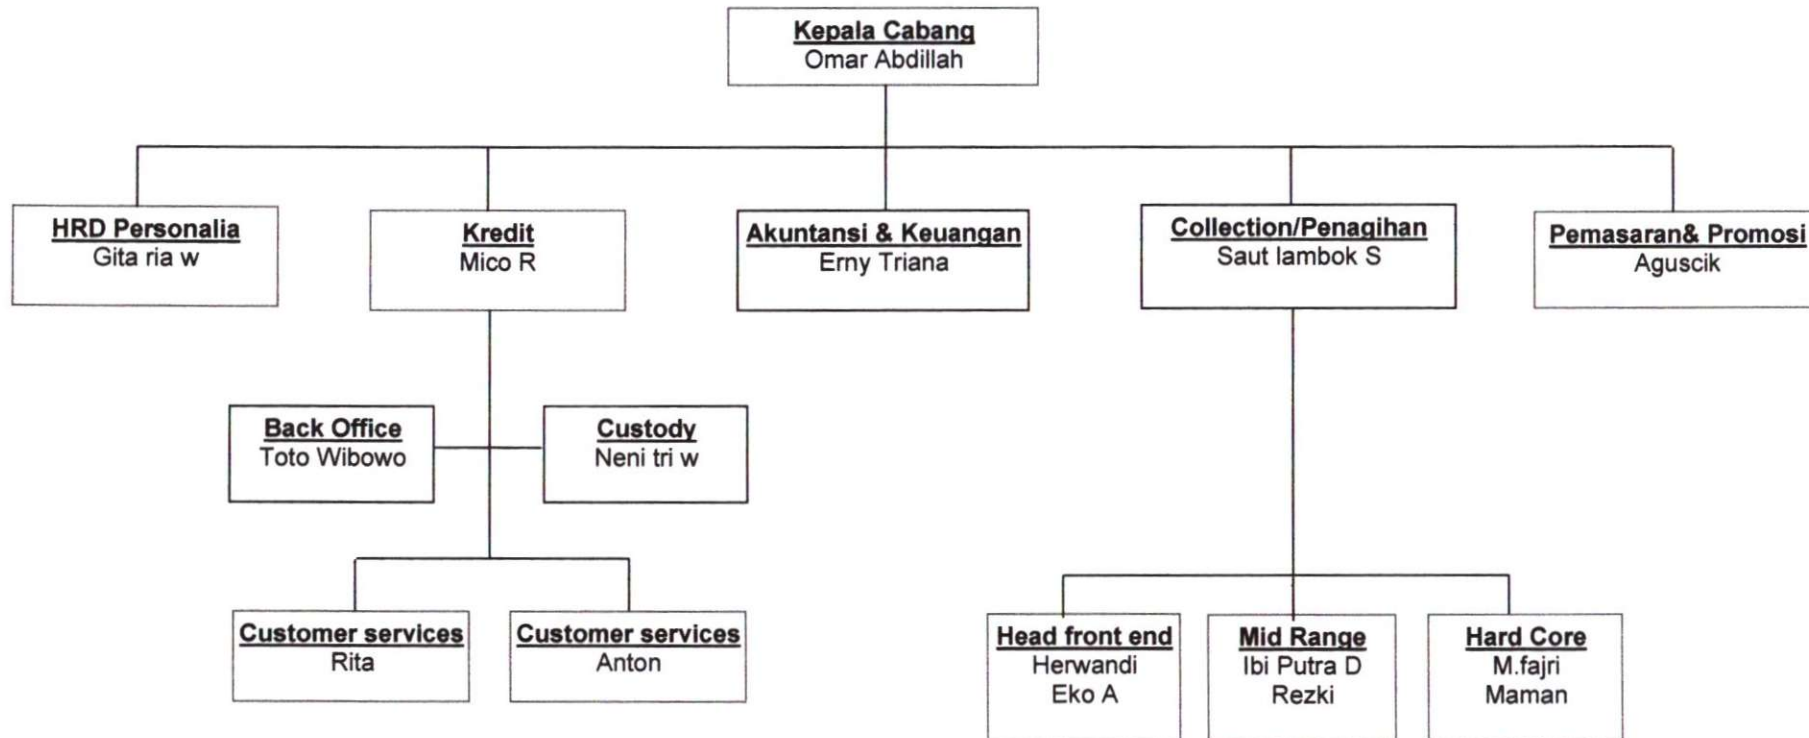 Kepala Cabang
Omar Abdillah
HRD Personalia
Gita ria w
Kredit
Mico R
Akuntansi & Keuangan
Erny Triana
Collection/Penagihan
Saut lambok S
Pemasaran& Promosi
Aguscik
Back Office
Toto Wibowo
Custody
Neni tri w
Customer services
Rita
Customer services
Anton
Head front end
Herwandi
Eko A
Mid Range
Ibi Putra D
Rezki
Hard Core
M.fajri
Maman